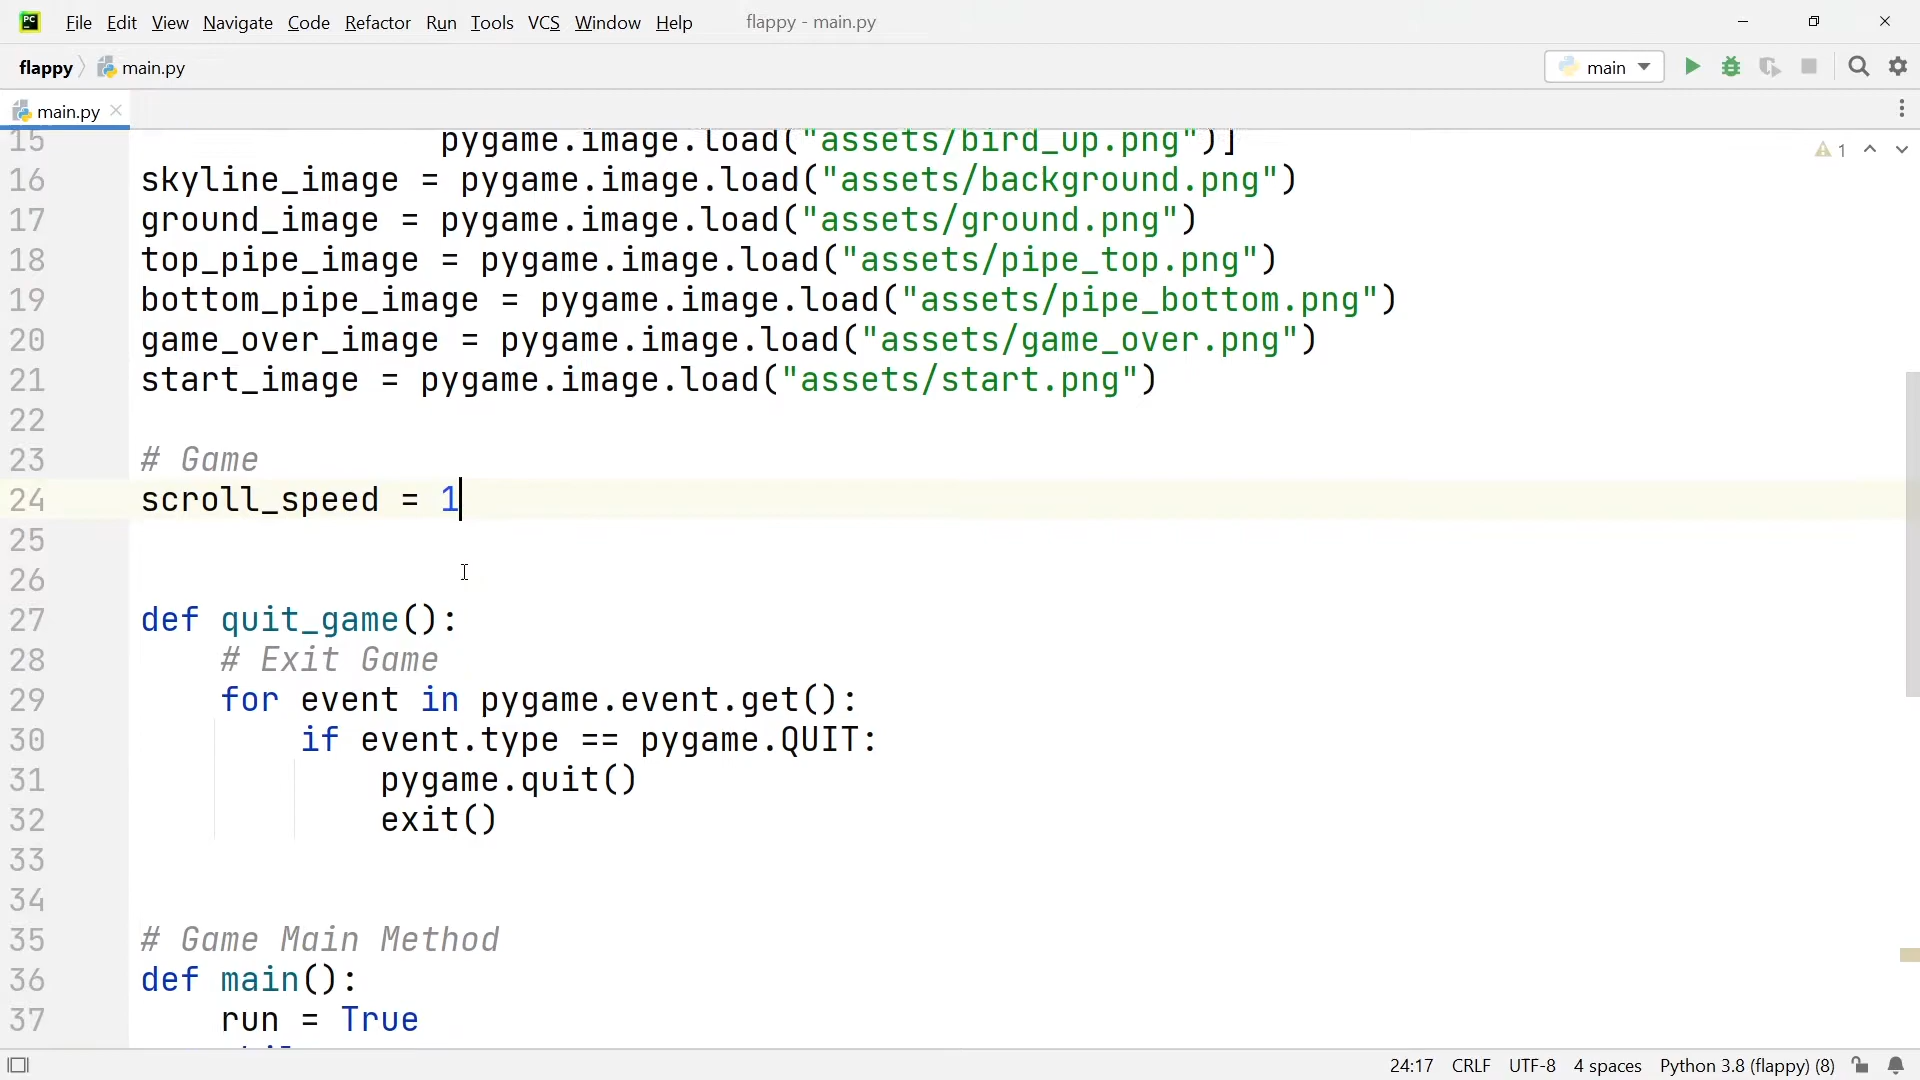 PC File Edit View Navigate Code Refactor Run Tools VCS Window Help flappy - main.py
flappy main.py main
main.py
15 pygame.image.load("assets/bird_up.png")]
16 skyline_image = pygame.image.load("assets/background.png")
17 ground_image = pygame.image.load("assets/ground.png")
18 top_pipe_image = pygame.image.load("assets/pipe_top.png")
19 bottom_pipe_image = pygame.image.load("assets/pipe_bottom.png")
20 game_over_image = pygame.image.load("assets/game_over.png")
21 start_image = pygame.image.load("assets/start.png")
22
23 # Game
24 scroll_speed = 1
25
26
27 def quit_game():
28 # Exit Game
29 for event in pygame.event.get():
30 if event.type == pygame.QUIT:
31 pygame.quit()
32 exit()
33
34
35 # Game Main Method
36 def main():
37 run = True
1
24:17 CRLF UTF-8 4 spaces Python 3.8 (flappy) (8)